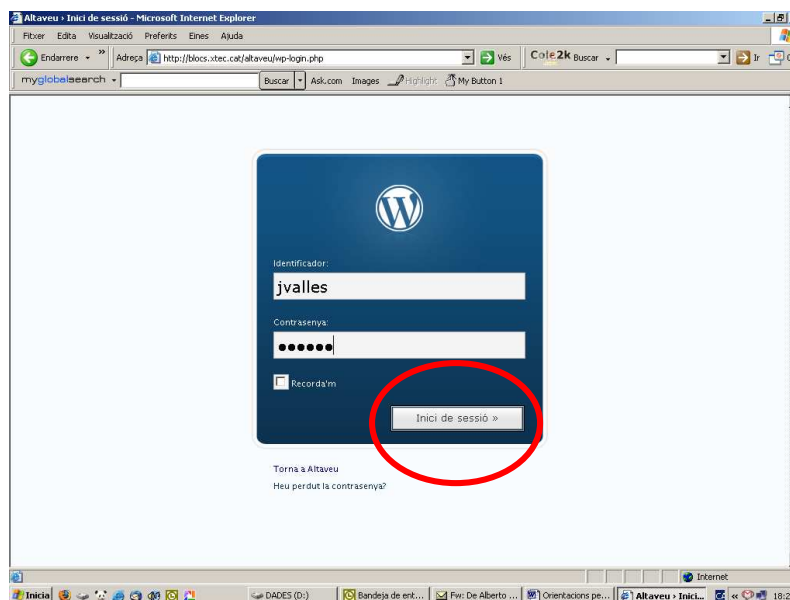 Altaveu › Inici de sessió - Microsoft Internet Explorer
Fitxer Edita Visualització Preferits Eines Ajuda
Endarrere » Adreça http://blocs.xtec.cat/altaveu/wp-login.php Vés Cole2k Buscar Ir
myglobalsearch Buscar Ask.com Images Highlight My Button 1
W
Identificador:
jvalles
Contrasenya:
●●●●●●
Recorda'm
Inici de sessió »
Torna a Altaveu
Heu perdut la contrasenya?
Internet
Inicia DADES (D:) Bandeja de ent... Fw: De Alberto ... Orientacions pe... Altaveu › Inici... «